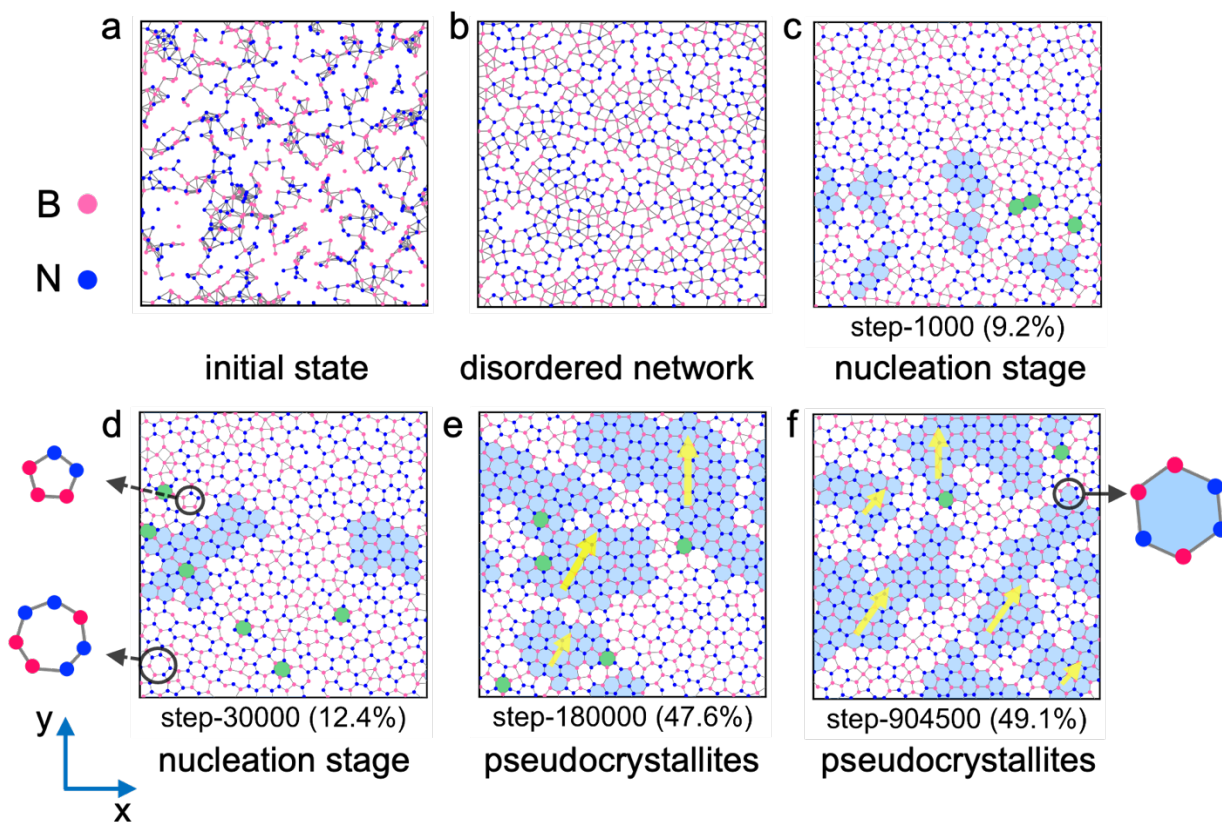 a
b
c
B
N
step-1000 (9.2%)
initial state
disordered network
nucleation stage
d
e
f
step-30000 (12.4%)
step-180000 (47.6%)
step-904500 (49.1%)
nucleation stage
pseudocrystallites
pseudocrystallites
y
x